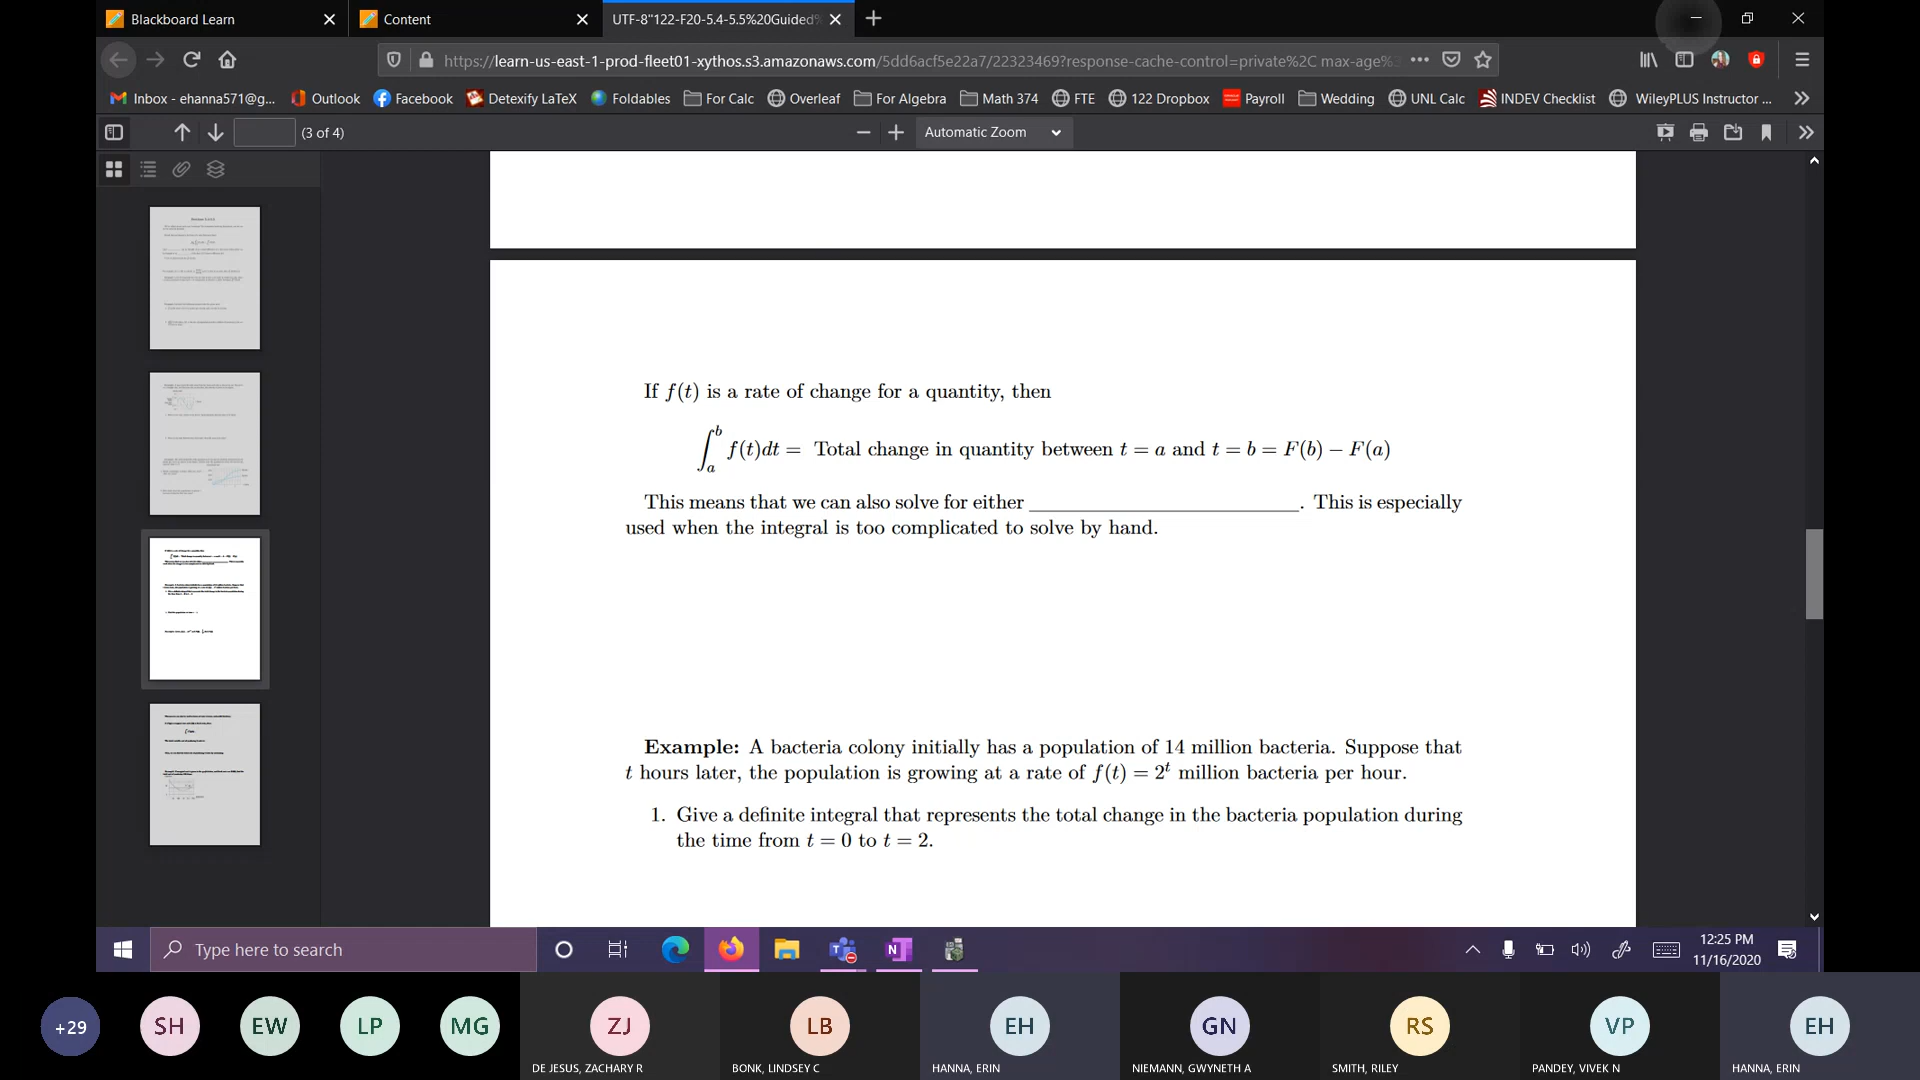 Blackboard Learn
Content
UTF-8"122-F20-5.4-5.5%20Guided%
https://learn-us-east-1-prod-fleet01-xythos.s3.amazonaws.com/5dd6acf5e22a7/22323469?response-cache-control=private%2C max-age%3
Inbox - ehanna571@g...
Outlook
Facebook
Detexify LaTeX
Foldables
For Calc
Overleaf
For Algebra
Math 374
FTE
122 Dropbox
Payroll
Wedding
UNL Calc
INDEV Checklist
WileyPLUS Instructor ...
(3 of 4)
Automatic Zoom
If f(t) is a rate of change for a quantity, then
∫_a^b f(t)dt = Total change in quantity between t = a and t = b = F(b) − F(a)
This means that we can also solve for either ____________________. This is especially
used when the integral is too complicated to solve by hand.
Example: A bacteria colony initially has a population of 14 million bacteria. Suppose that
t hours later, the population is growing at a rate of f(t) = 2^t million bacteria per hour.
1. Give a definite integral that represents the total change in the bacteria population during
the time from t = 0 to t = 2.
Type here to search
12:25 PM
11/16/2020
+29
SH
EW
LP
MG
ZJ
LB
EH
GN
RS
VP
EH
DE JESUS, ZACHARY R
BONK, LINDSEY C
HANNA, ERIN
NIEMANN, GWYNETH A
SMITH, RILEY
PANDEY, VIVEK N
HANNA, ERIN